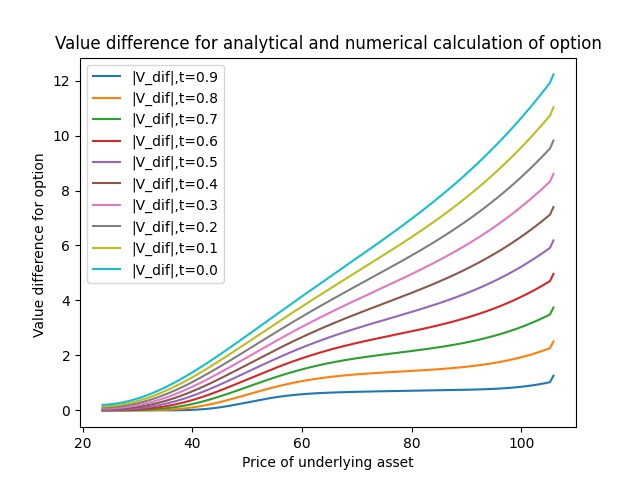 Value difference for analytical and numerical calculation of option
12
10
8
6
4
2
0
Value difference for option
|V_dif|,t=0.9
|V_dif|,t=0.8
|V_dif|,t=0.7
|V_dif|,t=0.6
|V_dif|,t=0.5
|V_dif|,t=0.4
|V_dif|,t=0.3
|V_dif|,t=0.2
|V_dif|,t=0.1
|V_dif|,t=0.0
20 40 60 80 100
Price of underlying asset